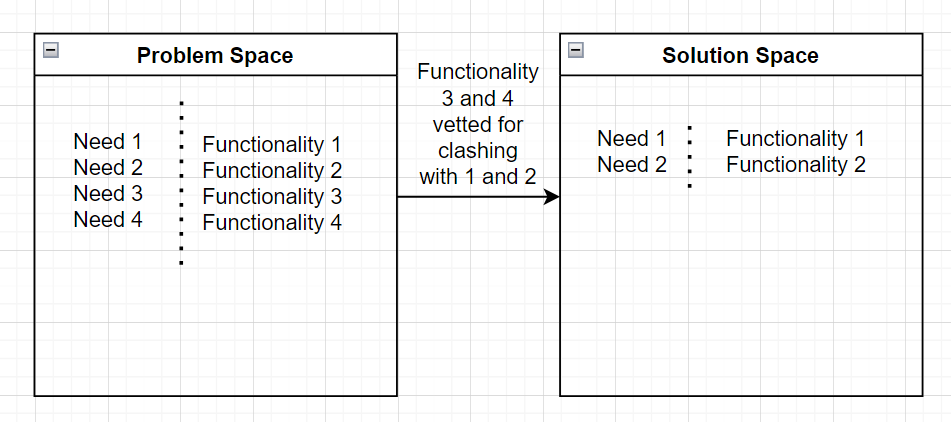 Problem Space
Need 1
Need 2
Need 3
Need 4
Functionality 1
Functionality 2
Functionality 3
Functionality 4
Functionality
3 and 4
vetted for
clashing
with 1 and 2
Solution Space
Need 1
Need 2
Functionality 1
Functionality 2